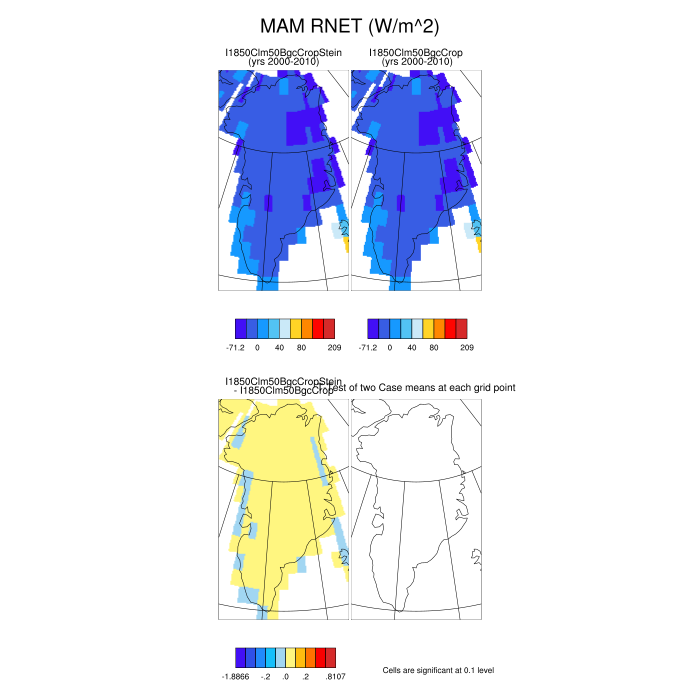 MAM RNET (W/m^2)
I1850Clm50BgcCropStein
(yrs 2000-2010)
I1850Clm50BgcCrop
(yrs 2000-2010)
-71.2 0 40 80 209
-71.2 0 40 80 209
I1850Clm50BgcCropStein
- I1850Clm50BgcCrop
Test of two Case means at each grid point
-1.8866 -.2 .0 .2 .8107
Cells are significant at 0.1 level